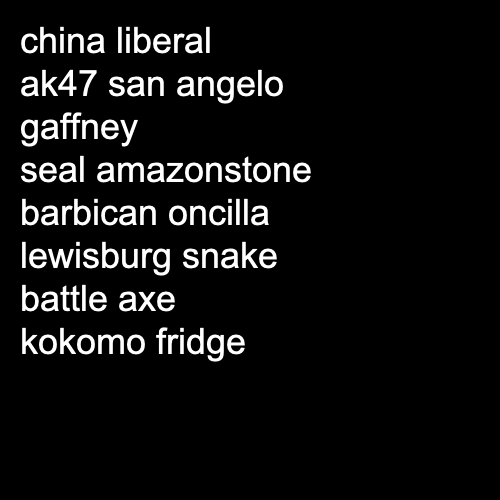 china liberal
ak47 san angelo
gaffney
seal amazonstone
barbican oncilla
lewisburg snake
battle axe
kokomo fridge